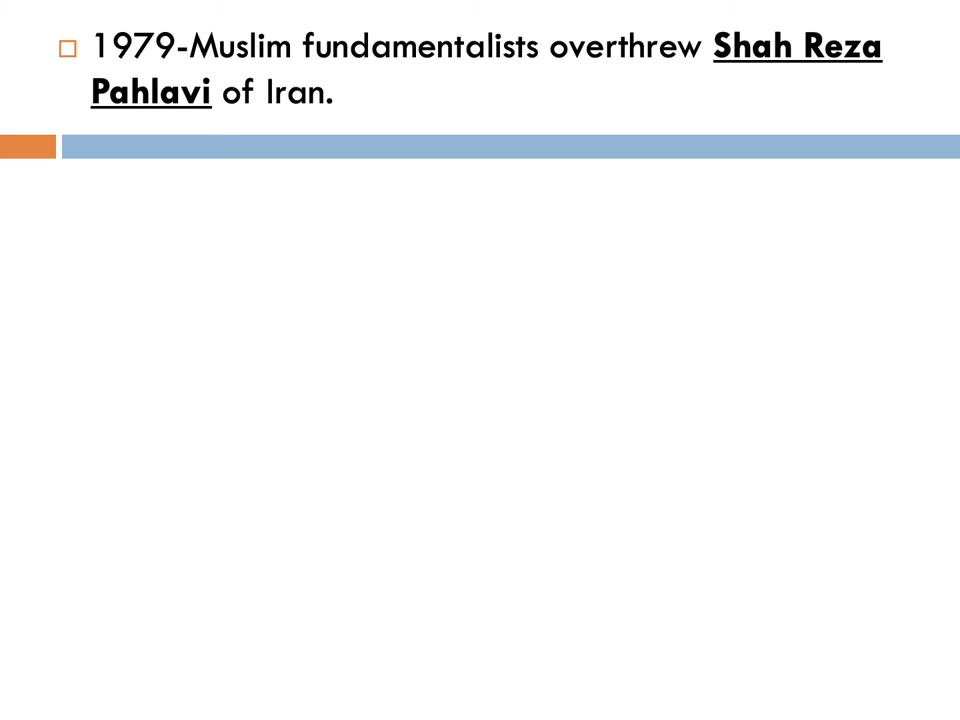 1979-Muslim fundamentalists overthrew Shah Reza
Pahlavi of Iran.